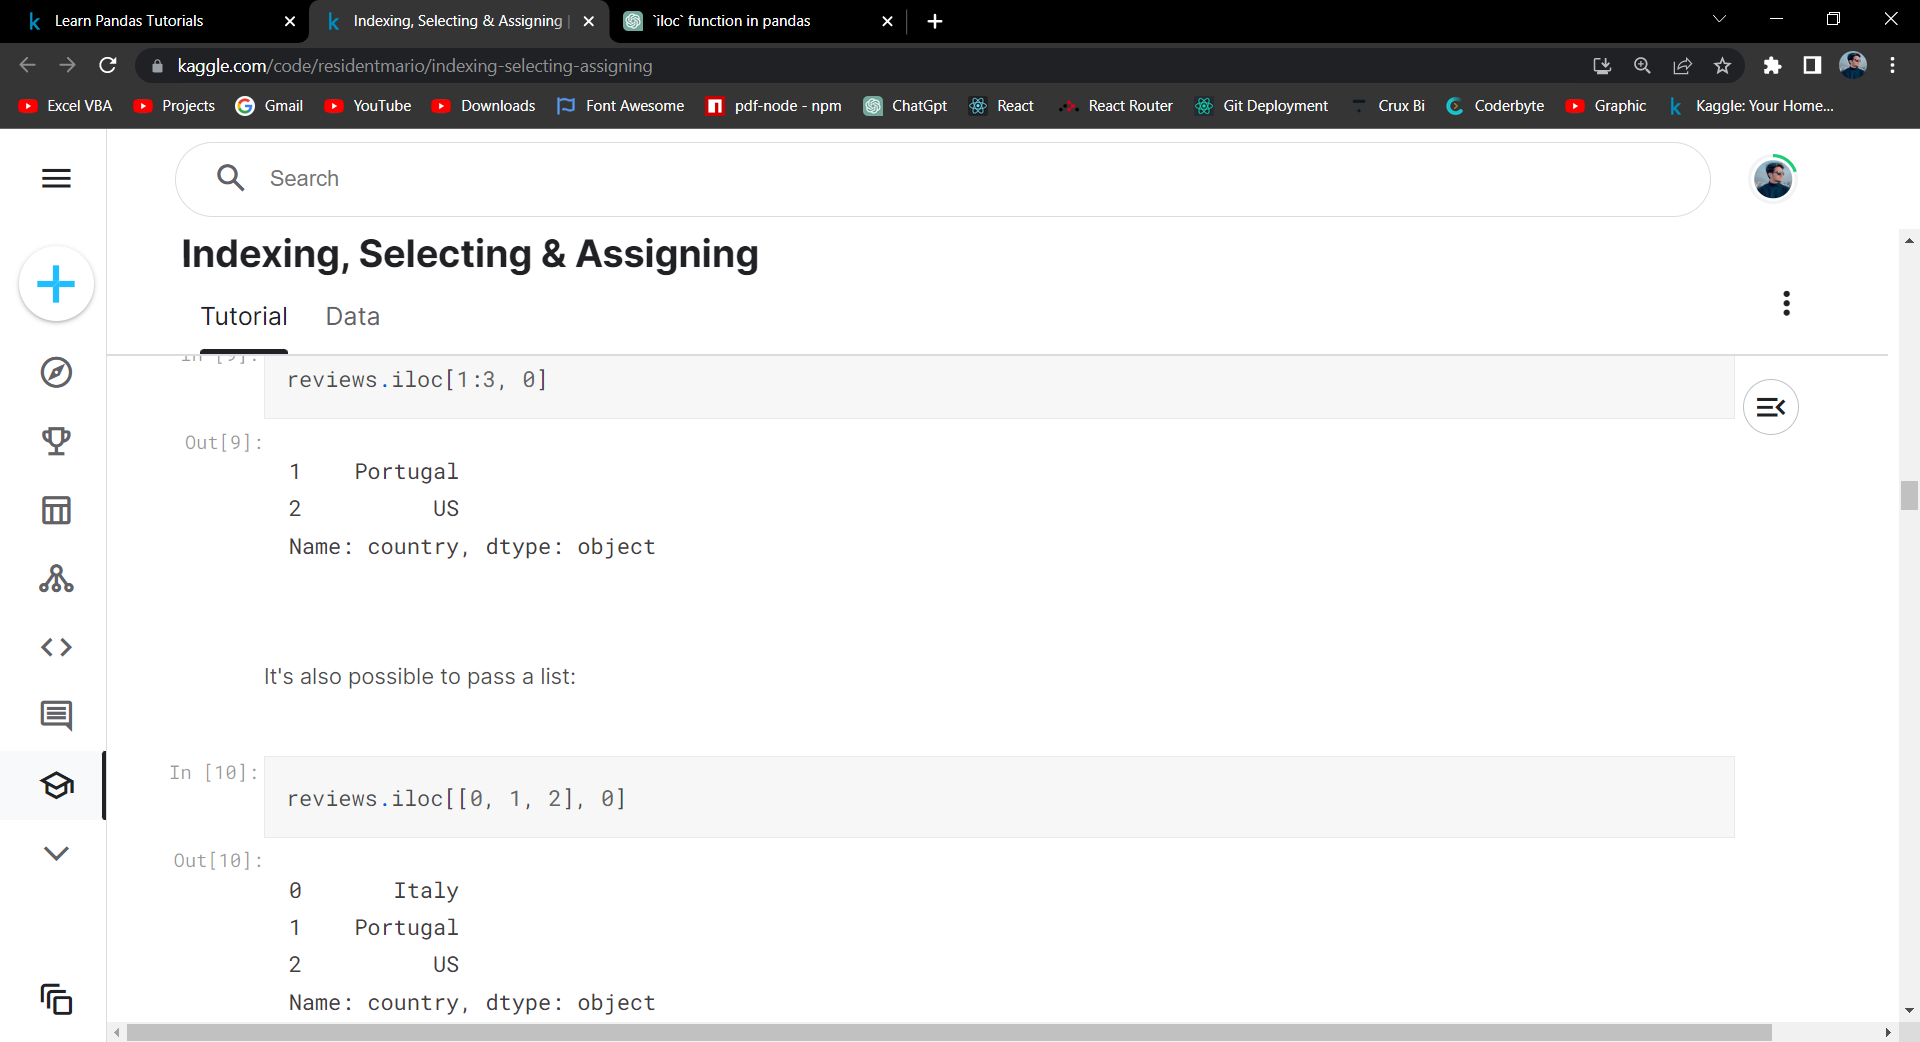 Learn Pandas Tutorials
Indexing, Selecting & Assigning |
`iloc` function in pandas
kaggle.com/code/residentmario/indexing-selecting-assigning
Excel VBA Projects Gmail YouTube Downloads Font Awesome pdf-node - npm ChatGpt React React Router Git Deployment Crux Bi Coderbyte Graphic Kaggle: Your Home...
Search
Indexing, Selecting & Assigning
Tutorial Data
In [9]:
reviews.iloc[1:3, 0]
Out[9]:
1    Portugal
2          US
Name: country, dtype: object
It's also possible to pass a list:
In [10]:
reviews.iloc[[0, 1, 2], 0]
Out[10]:
0       Italy
1    Portugal
2          US
Name: country, dtype: object